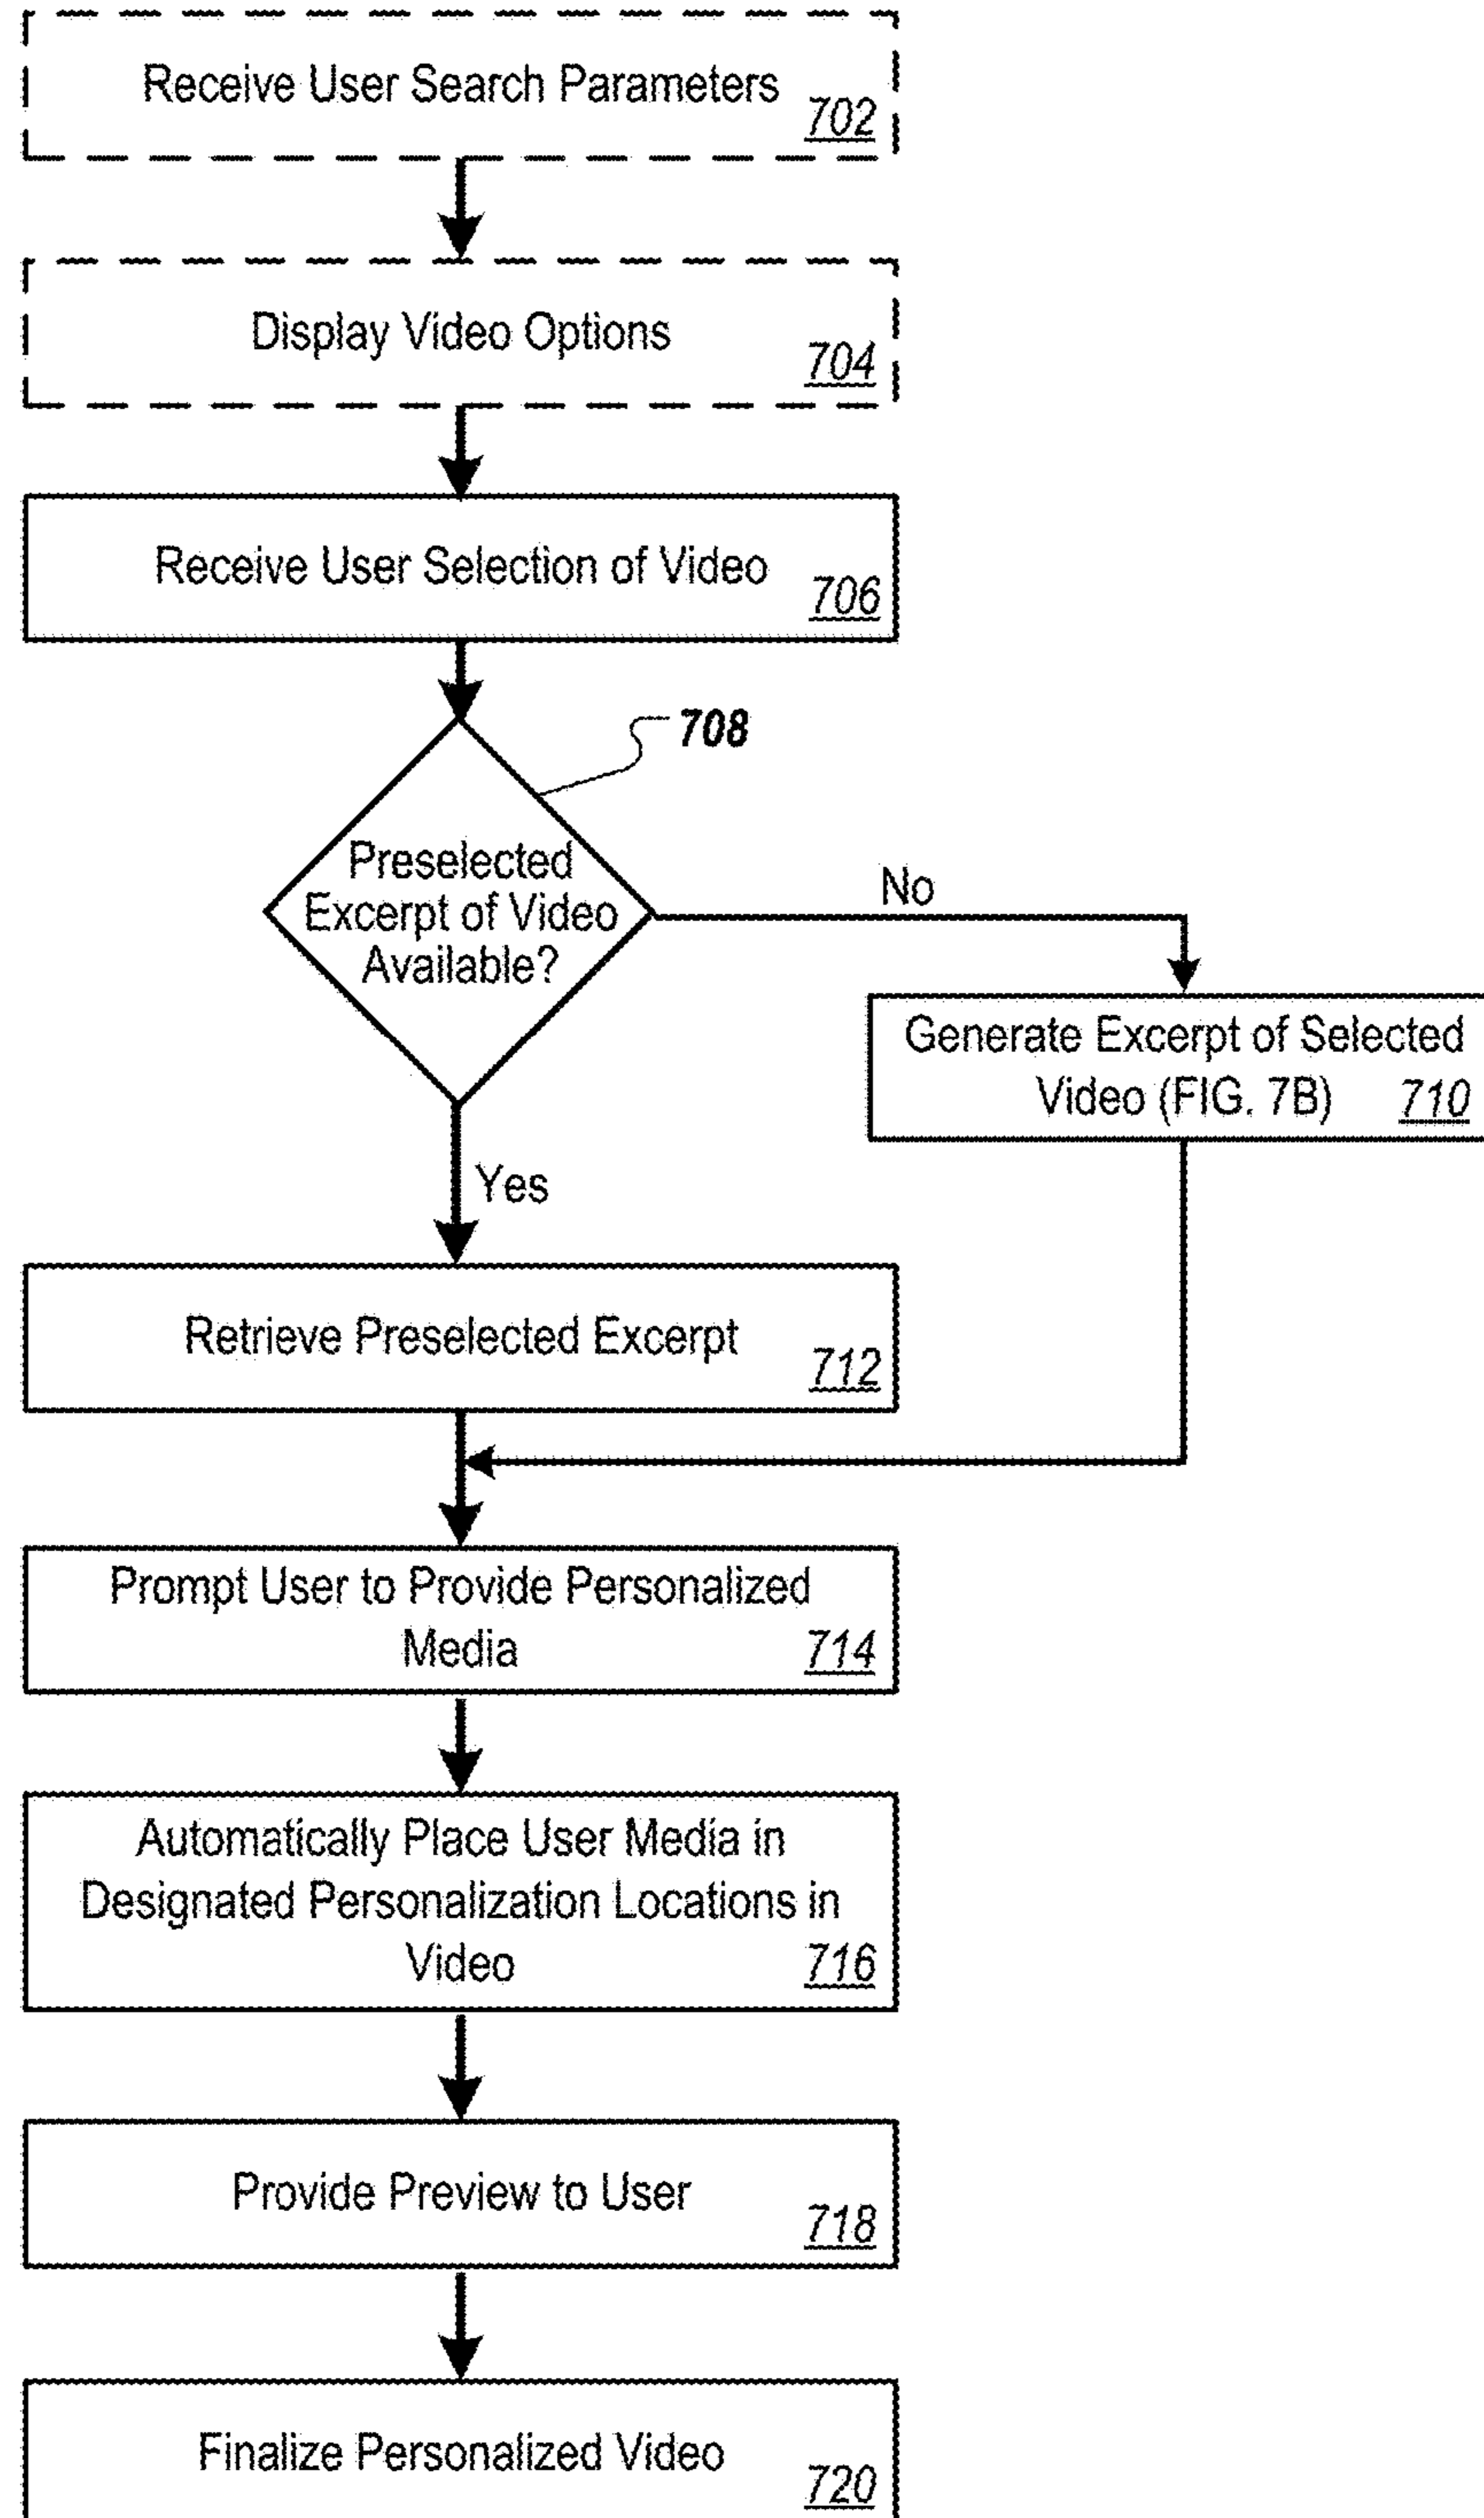 Receive User Search Parameters
702
Display Video Options
704
Receive User Selection of Video
706
708
Preselected
Excerpt of Video
Available?
No
Generate Excerpt of Selected
Video (FIG. 7B) 710
Yes
Retrieve Preselected Excerpt
712
Prompt User to Provide Personalized
Media 714
Automatically Place User Media in
Designated Personalization Locations in
Video 716
Provide Preview to User
718
Finalize Personalized Video
720